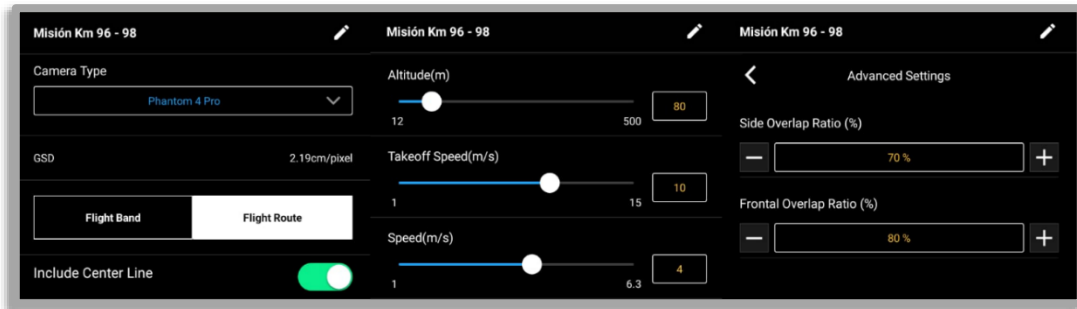 Misión Km 96 - 98
Camera Type
Phantom 4 Pro
GSD 2.19cm/pixel
Flight Band Flight Route
Include Center Line
Misión Km 96 - 98
Altitude(m)
80
12 500
Takeoff Speed(m/s)
10
1 15
Speed(m/s)
4
1 6.3
Misión Km 96 - 98
Advanced Settings
Side Overlap Ratio (%)
70 %
Frontal Overlap Ratio (%)
80 %